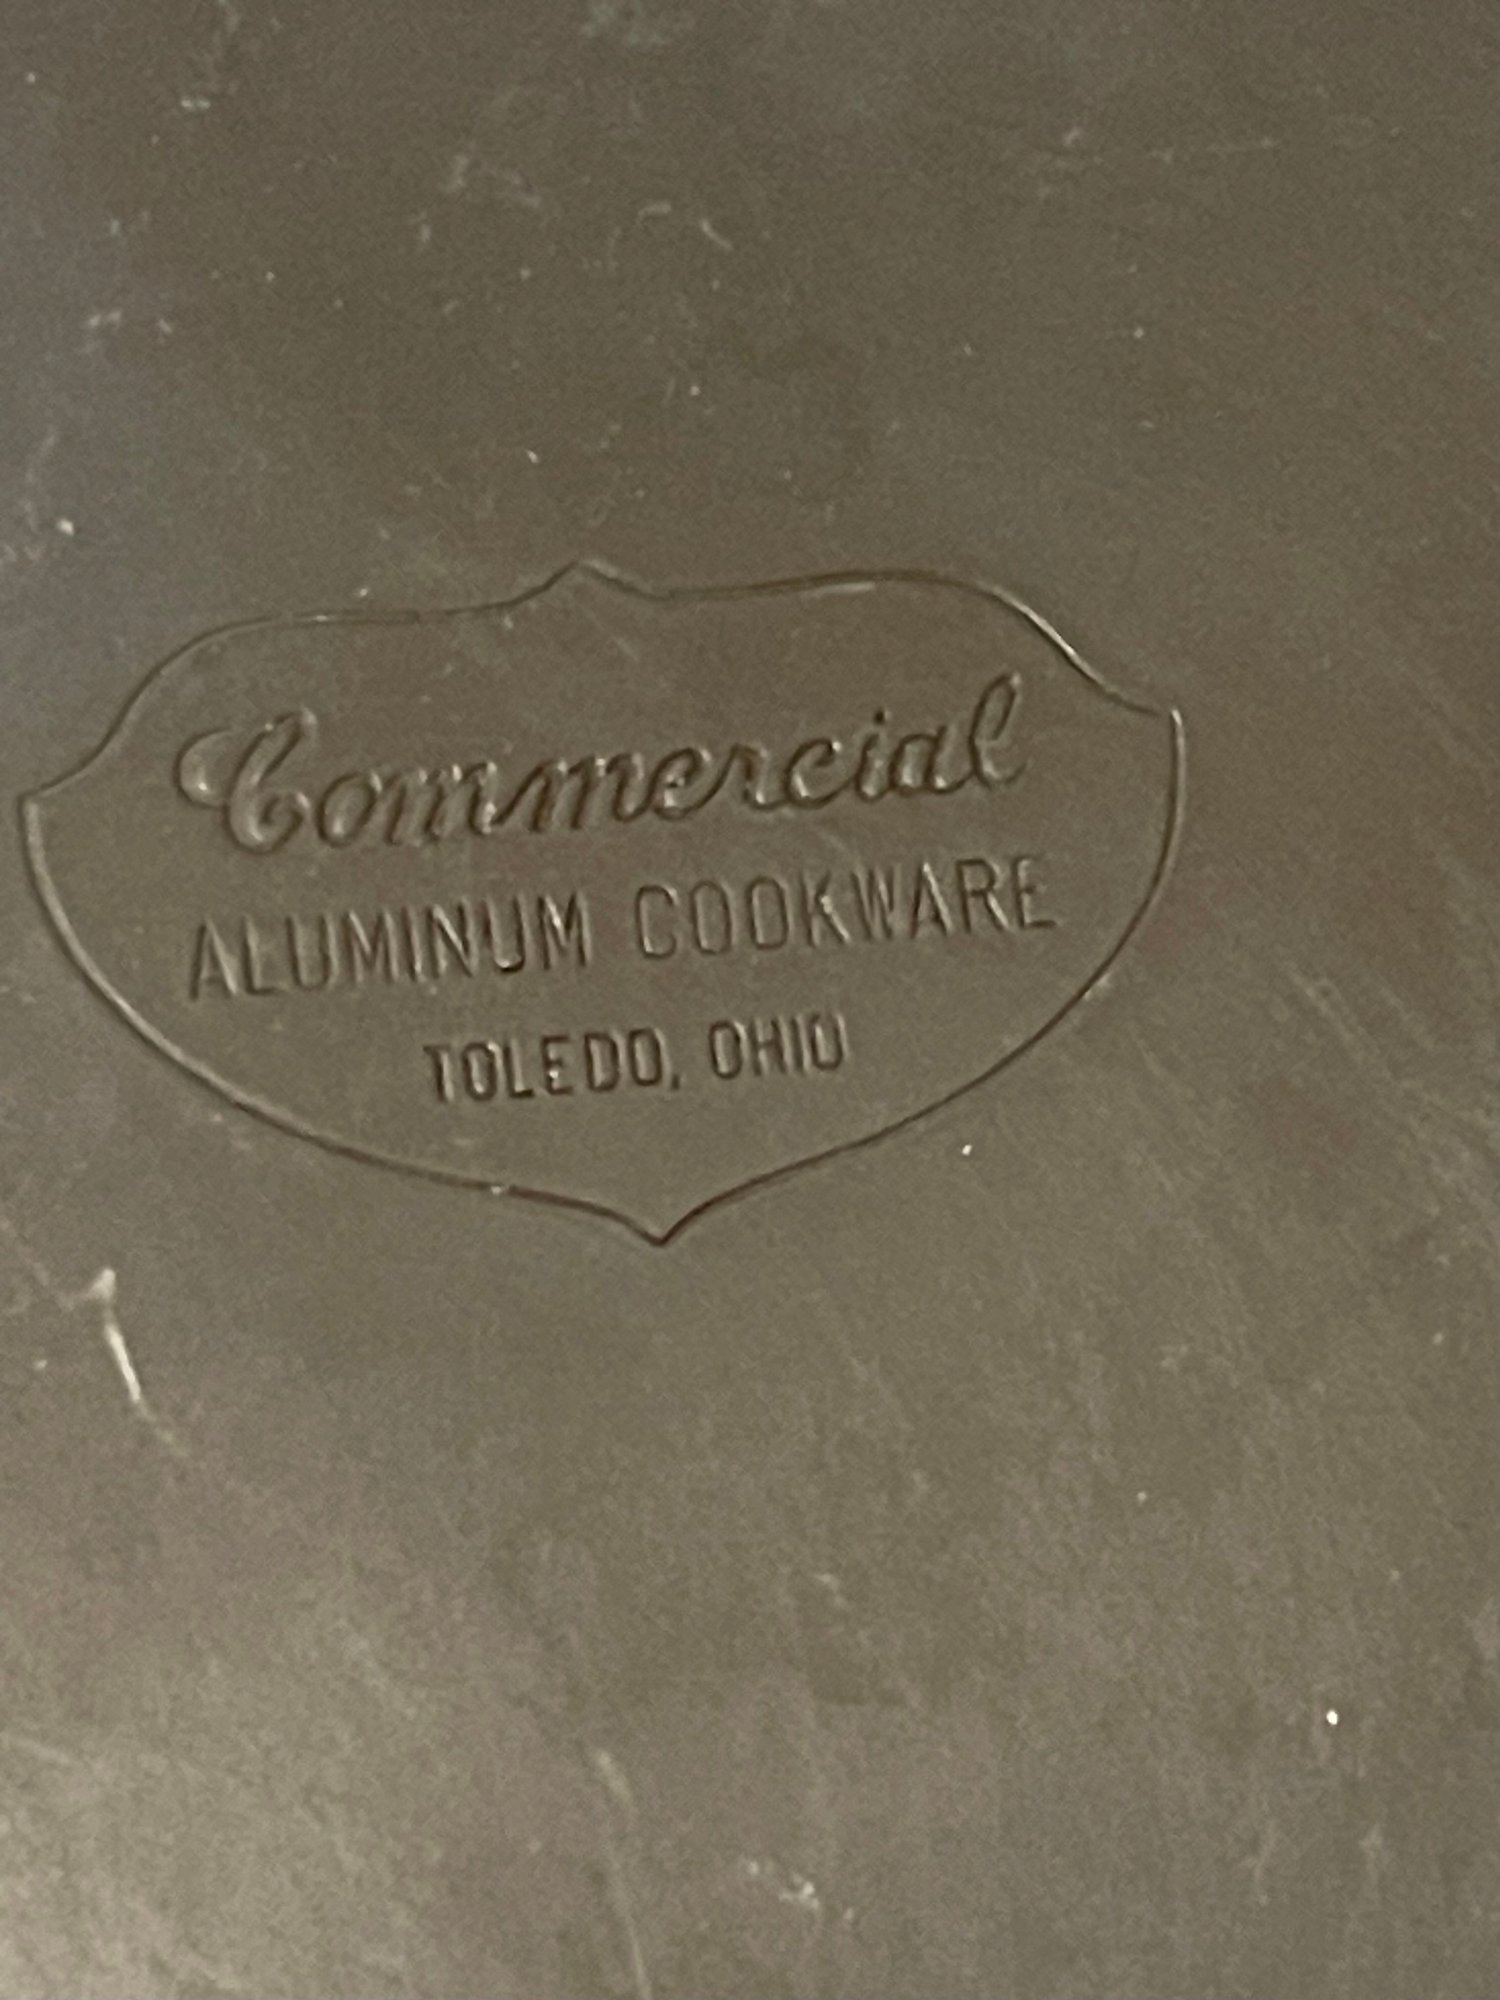 Commercial
ALUMINUM COOKWARE
TOLEDO, OHIO